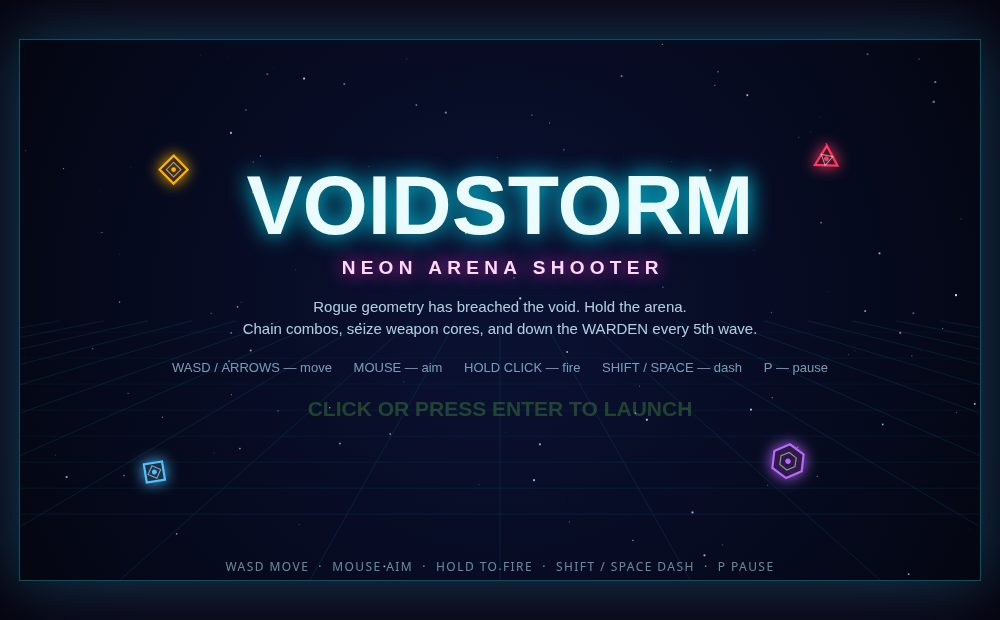 VOIDSTORM
NEON ARENA SHOOTER
Rogue geometry has breached the void. Hold the arena.
Chain combos, seize weapon cores, and down the WARDEN every 5th wave.
WASD / ARROWS — move MOUSE — aim HOLD CLICK — fire SHIFT / SPACE — dash P — pause
CLICK OR PRESS ENTER TO LAUNCH
WASD MOVE · MOUSE AIM · HOLD TO FIRE · SHIFT / SPACE DASH · P PAUSE